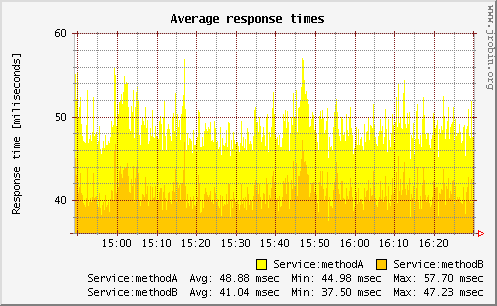 Average response times
www.jrobin.org
Response time [miliseconds]
60
50
40
15:00 15:10 15:20 15:30 15:40 15:50 16:00 16:10 16:20
Service:methodA Service:methodB
Service:methodA Avg: 48.88 msec Min: 44.98 msec Max: 57.70 msec
Service:methodB Avg: 41.04 msec Min: 37.50 msec Max: 47.23 msec